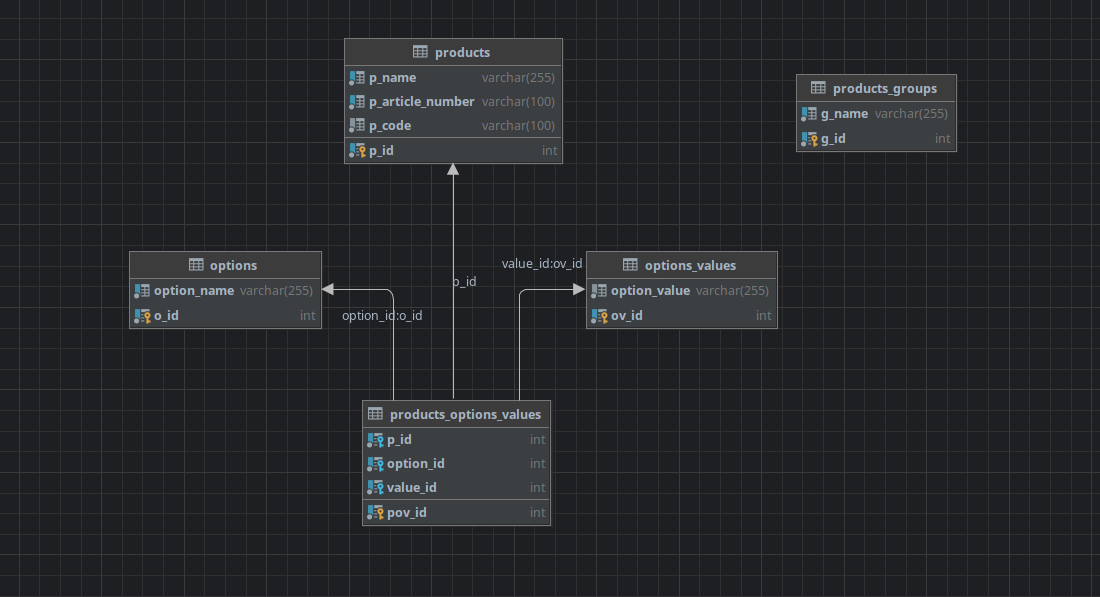 products
p_name varchar(255)
p_article_number varchar(100)
p_code varchar(100)
p_id int
products_groups
g_name varchar(255)
g_id int
options
option_name varchar(255)
o_id int
option_id:o_id
p_id
value_id:ov_id
options_values
option_value varchar(255)
ov_id int
products_options_values
p_id int
option_id int
value_id int
pov_id int